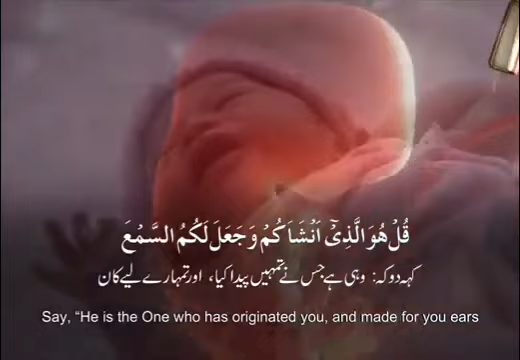 قُلْ هُوَ الَّذِيْٓ اَنْشَاَكُمْ وَجَعَلَ لَكُمُ السَّمْعَ
کہہ دو کہ: وہی ہے جس نے تمہیں پیدا کیا، اور تمہارے لیے کان
Say, “He is the One who has originated you, and made for you ears